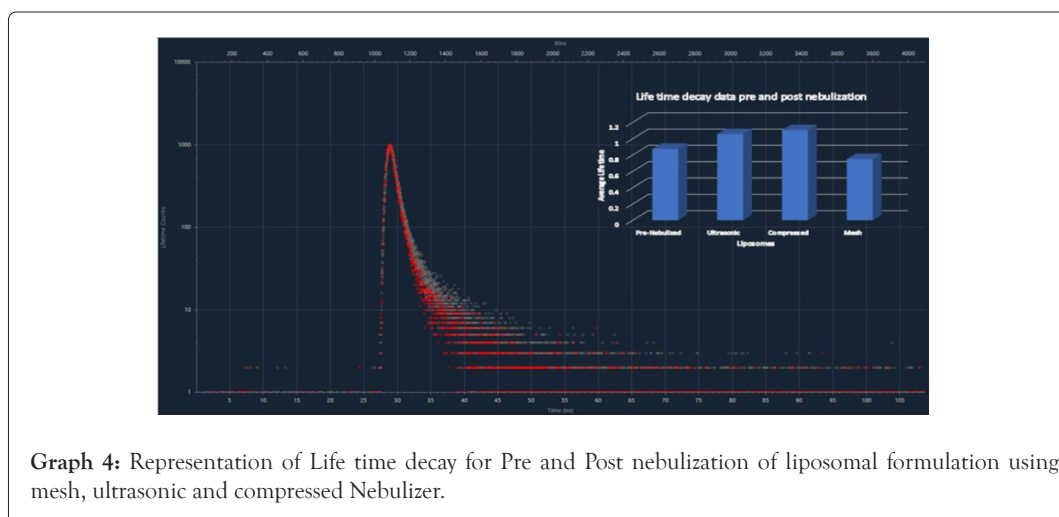 Bins
200 400 600 800 1000 1200 1400 1600 1800 2000 2200 2400 2600 2800 3000 3200 3400 3600 3800 4000
10000
1000
100
10
1
Lifetime Counts
5 10 15 20 25 30 35 40 45 50 55 60 65 70 75 80 85 90 95 100 105
Time (ns)
Life time decay data pre and post nebulization
1.2
1
0.8
0.6
0.4
0.2
0
Average Life time
Pre-Nebulized Ultrasonic Compressed Mesh
Liposomes
Graph 4: Representation of Life time decay for Pre and Post nebulization of liposomal formulation using
mesh, ultrasonic and compressed Nebulizer.